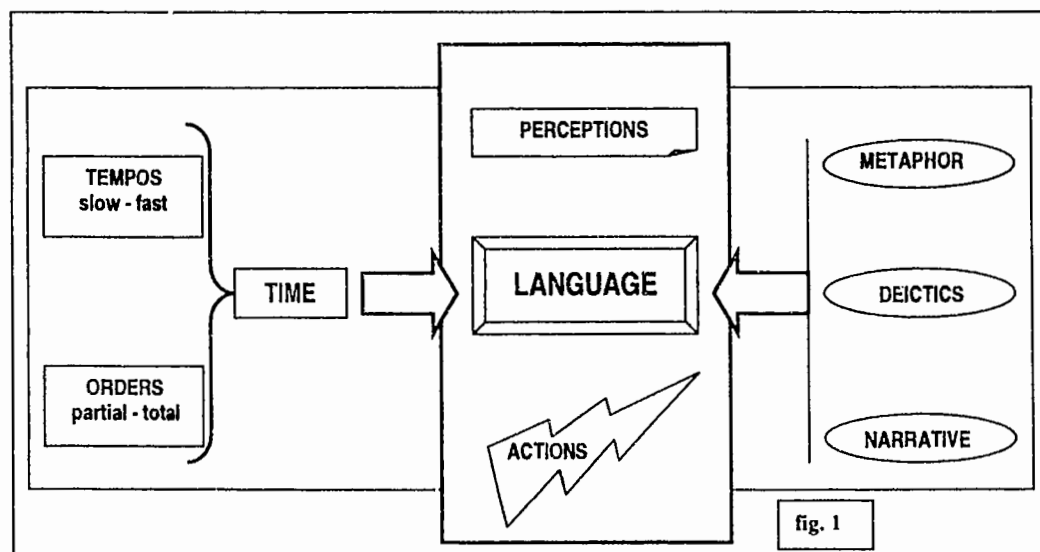 TEMPOS
slow - fast
ORDERS
partial - total
TIME
PERCEPTIONS
LANGUAGE
ACTIONS
METAPHOR
DEICTICS
NARRATIVE
fig. 1